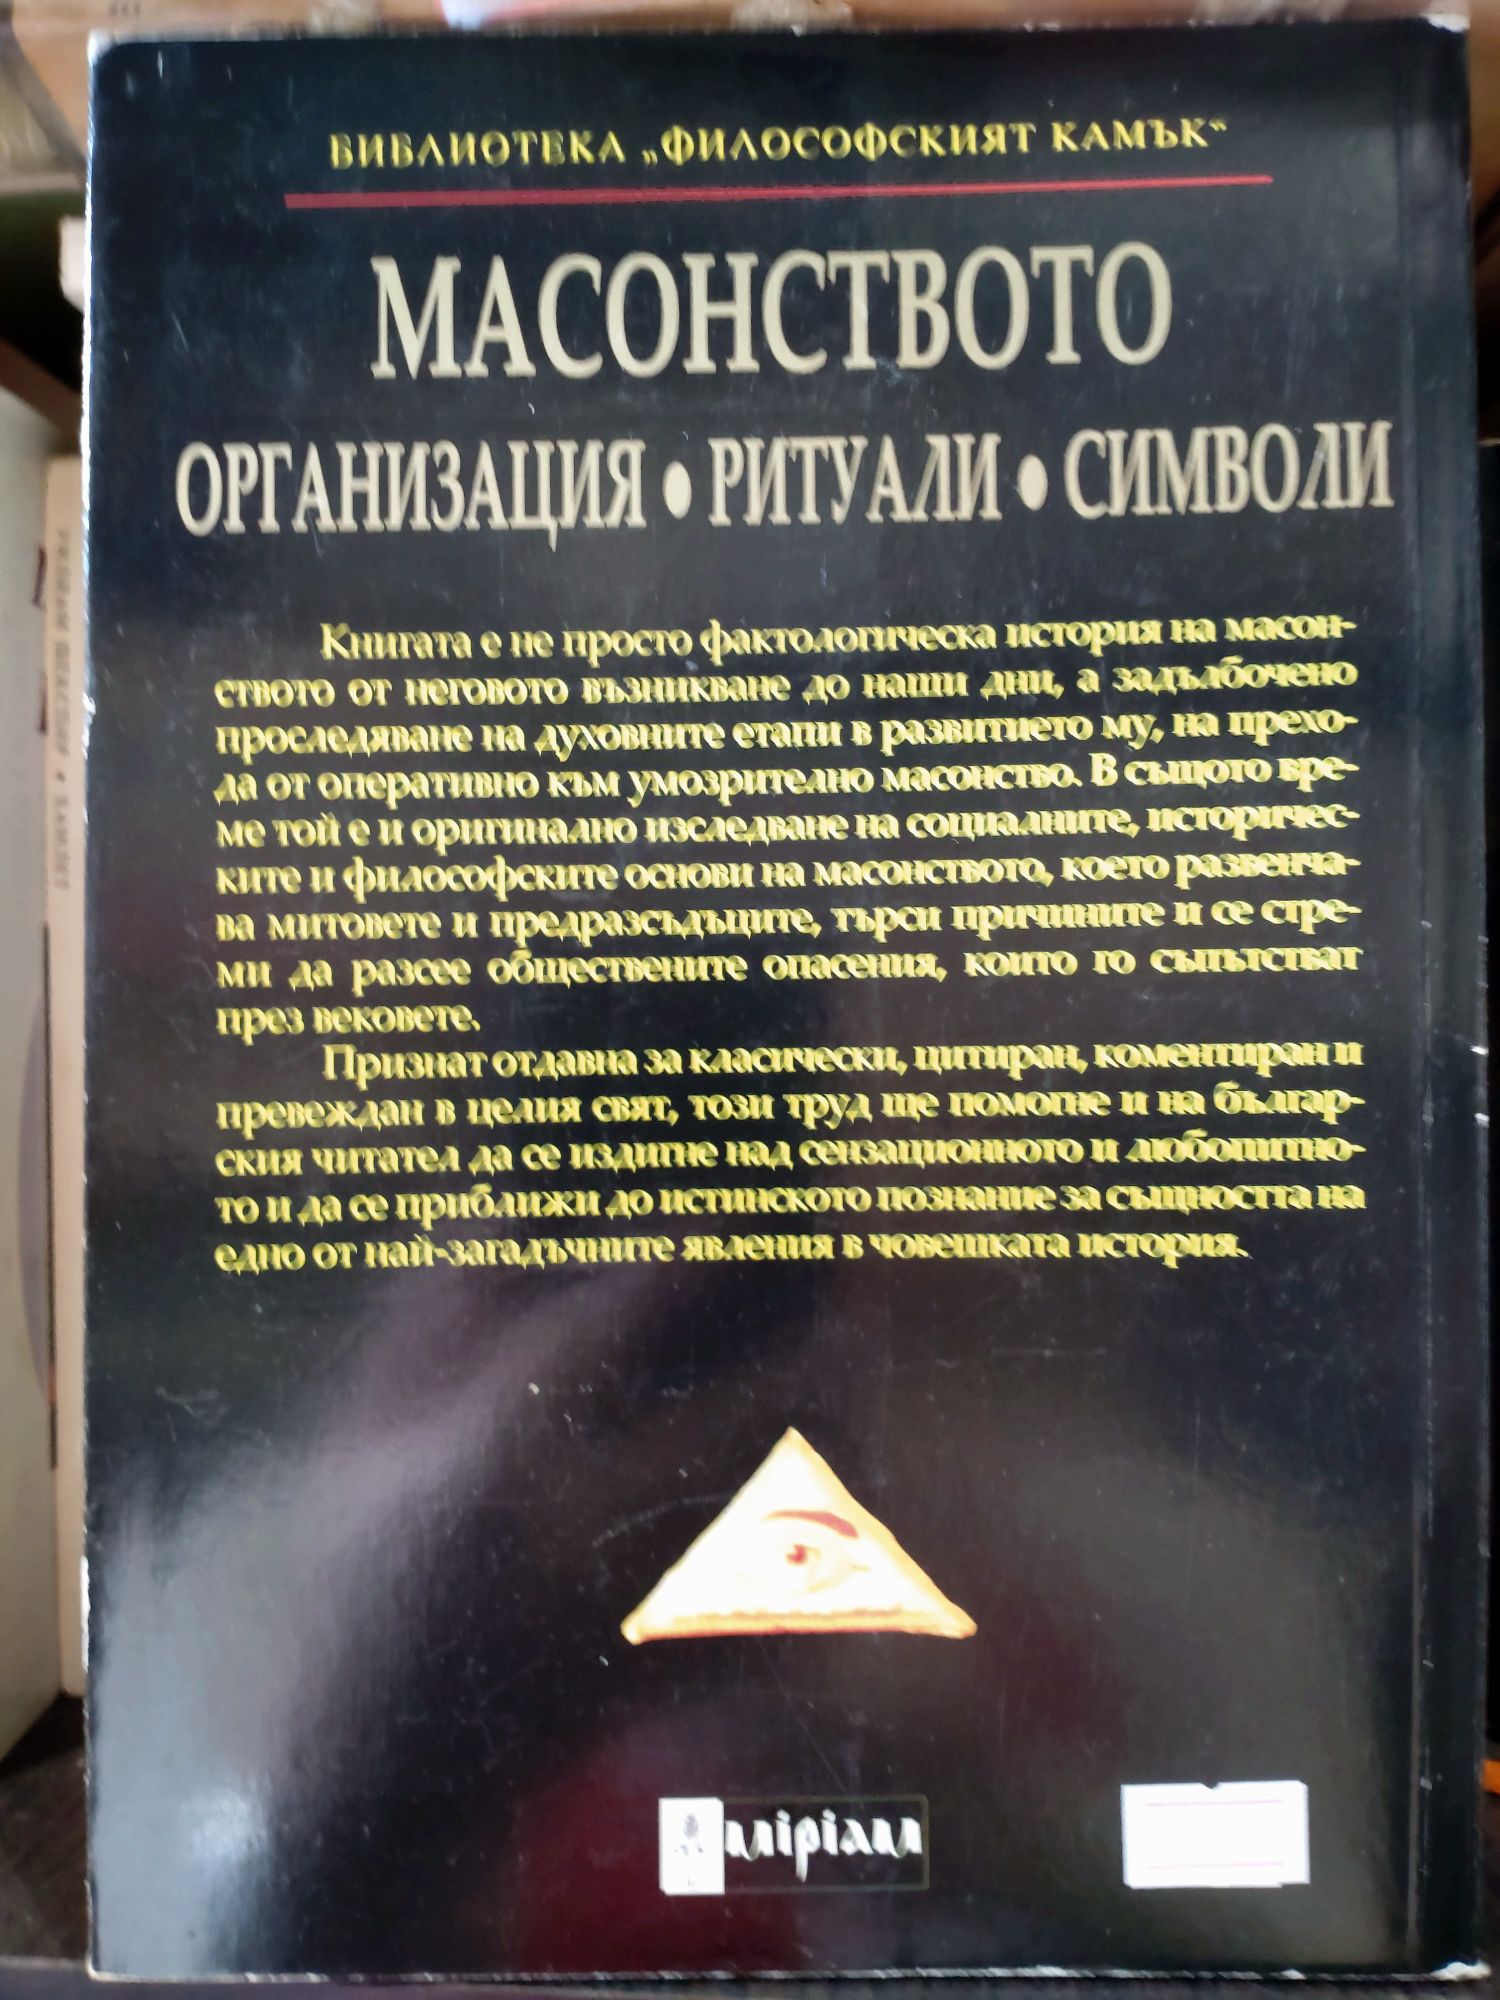 БИБЛИОТЕКА „ФИЛОСОФСКИЯТ КАМЪК“
МАСОНСТВОТО
ОРГАНИЗАЦИЯ • РИТУАЛИ • СИМВОЛИ
Книгата е не просто фактологическа история на масон-
ството от неговото възникване до наши дни, а задълбочено
проследяване на духовните етапи в развитието му, на прехо-
да от оперативно към умозрително масонство. В същото вре-
ме той е и оригинално изследване на социалните, историчес-
ките и философските основи на масонството, което развенча-
ва митовете и предразсъдъците, търси причините и се стре-
ми да разсее обществените опасения, които го съпътстват
през вековете.
Признат отдавна за класически, цитиран, коментиран и
превеждан в целия свят, този труд ще помогне и на българ-
ския читател да се издигне над сензационното и любопитно-
то и да се приближи до истинското познание за същността на
едно от най-загадъчните явления в човешката история.
мiрiам